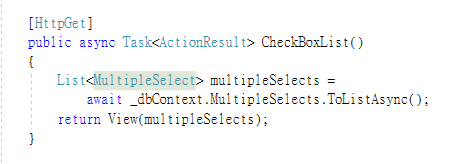 [HttpGet]
public async Task<ActionResult> CheckBoxList()
{
List<MultipleSelect> multipleSelects =
await _dbContext.MultipleSelects.ToListAsync();
return View(multipleSelects);
}